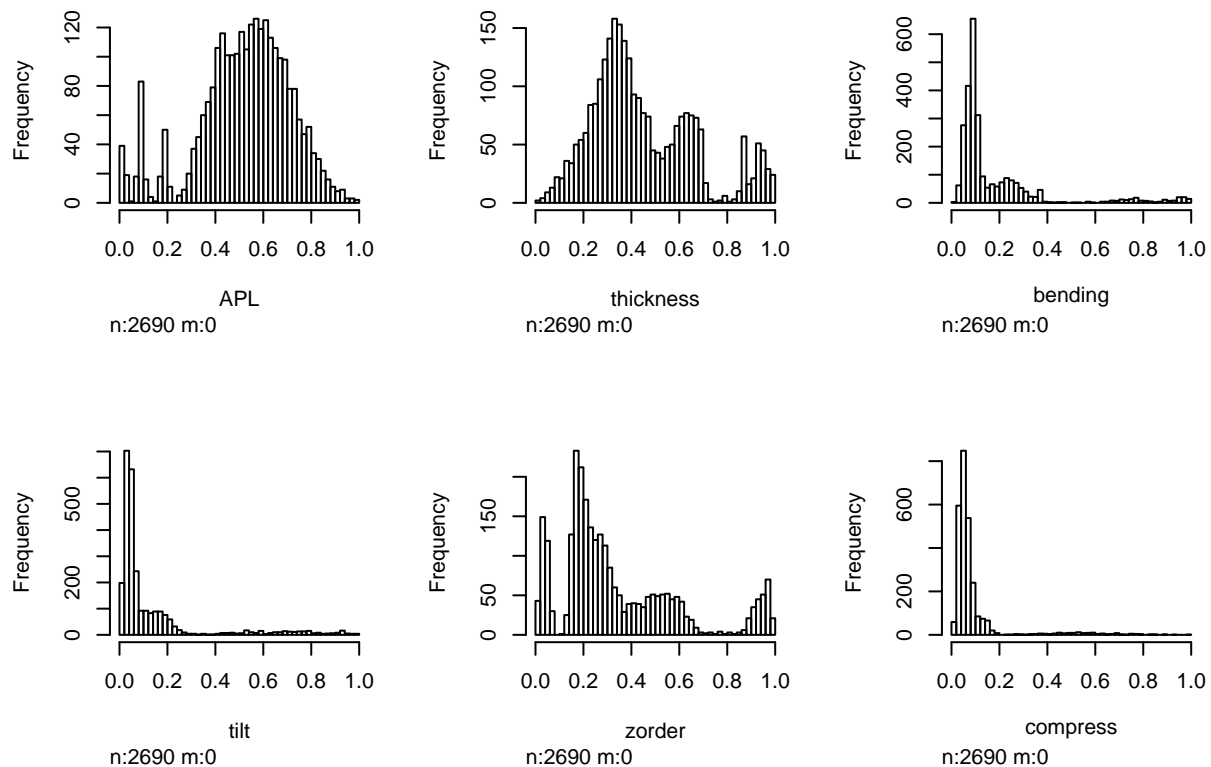 Frequency
0 40 80 120
0.0 0.2 0.4 0.6 0.8 1.0
APL
n:2690 m:0
Frequency
0 50 100 150
0.0 0.2 0.4 0.6 0.8 1.0
thickness
n:2690 m:0
Frequency
0 200 400 600
0.0 0.2 0.4 0.6 0.8 1.0
bending
n:2690 m:0
Frequency
0 200 500
0.0 0.2 0.4 0.6 0.8 1.0
tilt
n:2690 m:0
Frequency
0 50 150
0.0 0.2 0.4 0.6 0.8 1.0
zorder
n:2690 m:0
Frequency
0 200 600
0.0 0.2 0.4 0.6 0.8 1.0
compress
n:2690 m:0